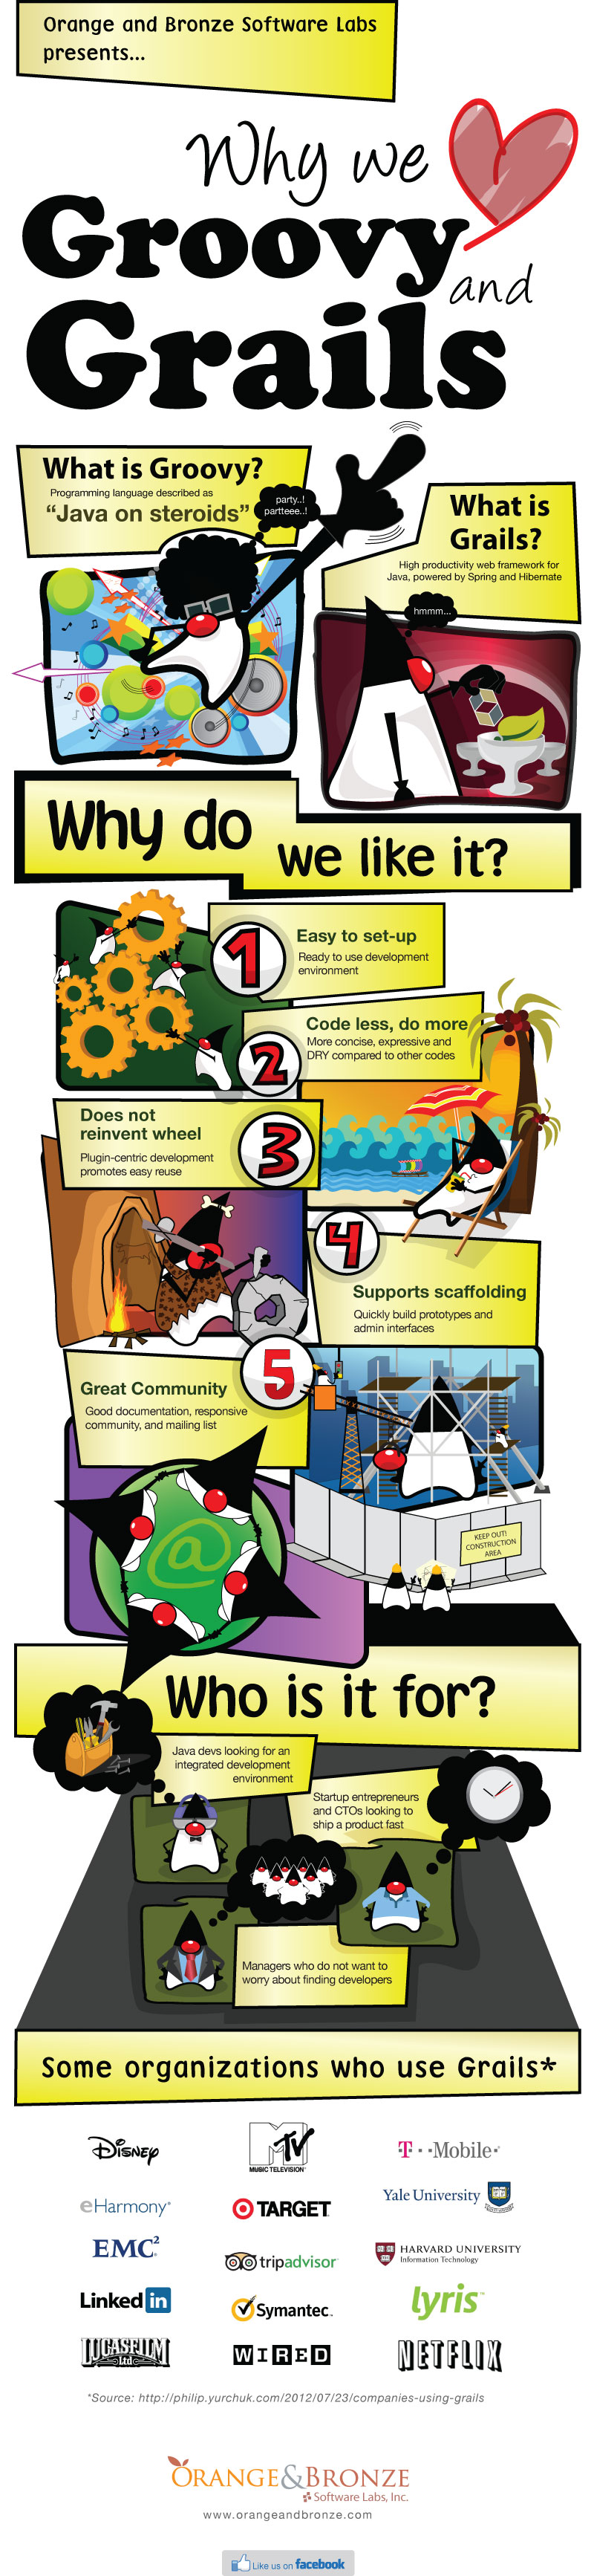 Orange and Bronze Software Labs
presents...
Why we
Groovy
and
Grails
What is Groovy?
Programming language described as
“Java on steroids”
party..!
partteee..!
What is
Grails?
High productivity web framework for
Java, powered by Spring and Hibernate
hmmm...
Why do
we like it?
1
Easy to set-up
Ready to use development
environment
2
Code less, do more
More concise, expressive and
DRY compared to other codes
Does not
reinvent wheel
Plugin-centric development
promotes easy reuse
3
4
Supports scaffolding
Quickly build prototypes and
admin interfaces
5
Great Community
Good documentation, responsive
community, and mailing list
@
KEEP OUT!
CONSTRUCTION
AREA
Who is it for?
Java devs looking for an
integrated development
environment
Startup entrepreneurs
and CTOs looking to
ship a product fast
Managers who do not want to
worry about finding developers
Some organizations who use Grails*
Disney
MTV
MUSIC TELEVISION®
T··Mobile·
eHarmony®
TARGET
Yale University
EMC²
tripadvisor
HARVARD UNIVERSITY
Information Technology
Linked in
Symantec.
lyris™
LUCASFILM
Ltd
WIRED
NETFLIX
*Source: http://philip.yurchuk.com/2012/07/23/companies-using-grails
ORANGE&BRONZE
Software Labs, Inc.
www.orangeandbronze.com
Like us on facebook